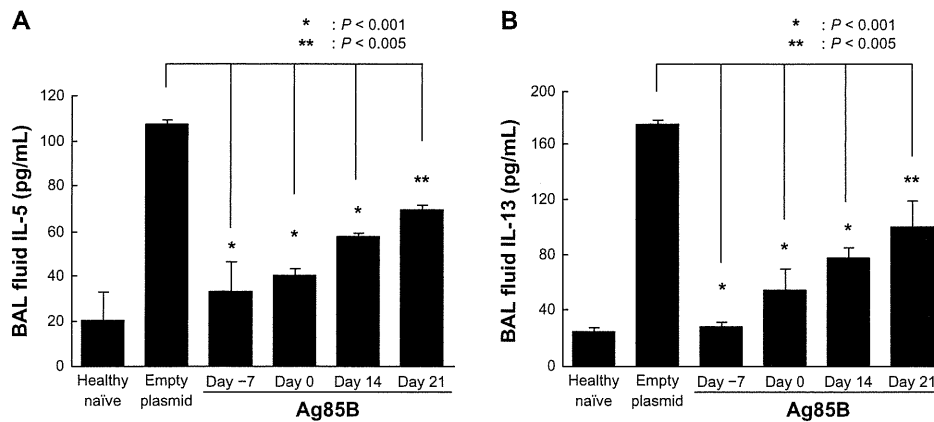 A
* : P < 0.001
** : P < 0.005
BAL fluid IL-5 (pg/mL)
120
100
80
60
40
20
0
*
*
*
**
Healthy naïve
Empty plasmid
Day −7
Day 0
Day 14
Day 21
Ag85B
B
* : P < 0.001
** : P < 0.005
BAL fluid IL-13 (pg/mL)
200
160
120
80
40
0
*
*
*
**
Healthy naïve
Empty plasmid
Day −7
Day 0
Day 14
Day 21
Ag85B